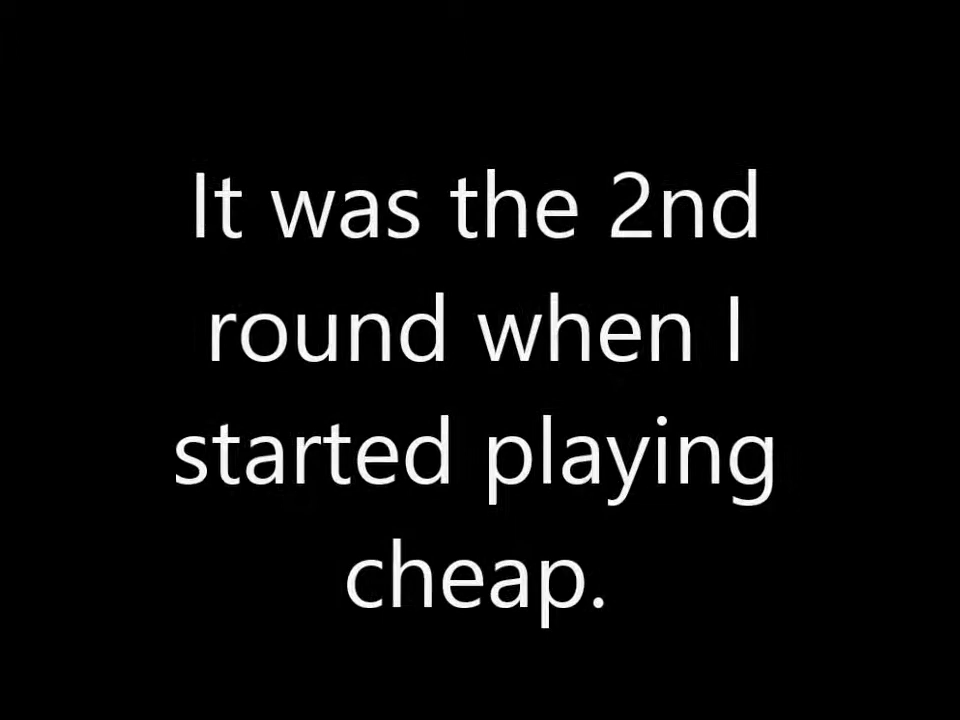 It was the 2nd
round when I
started playing
cheap.